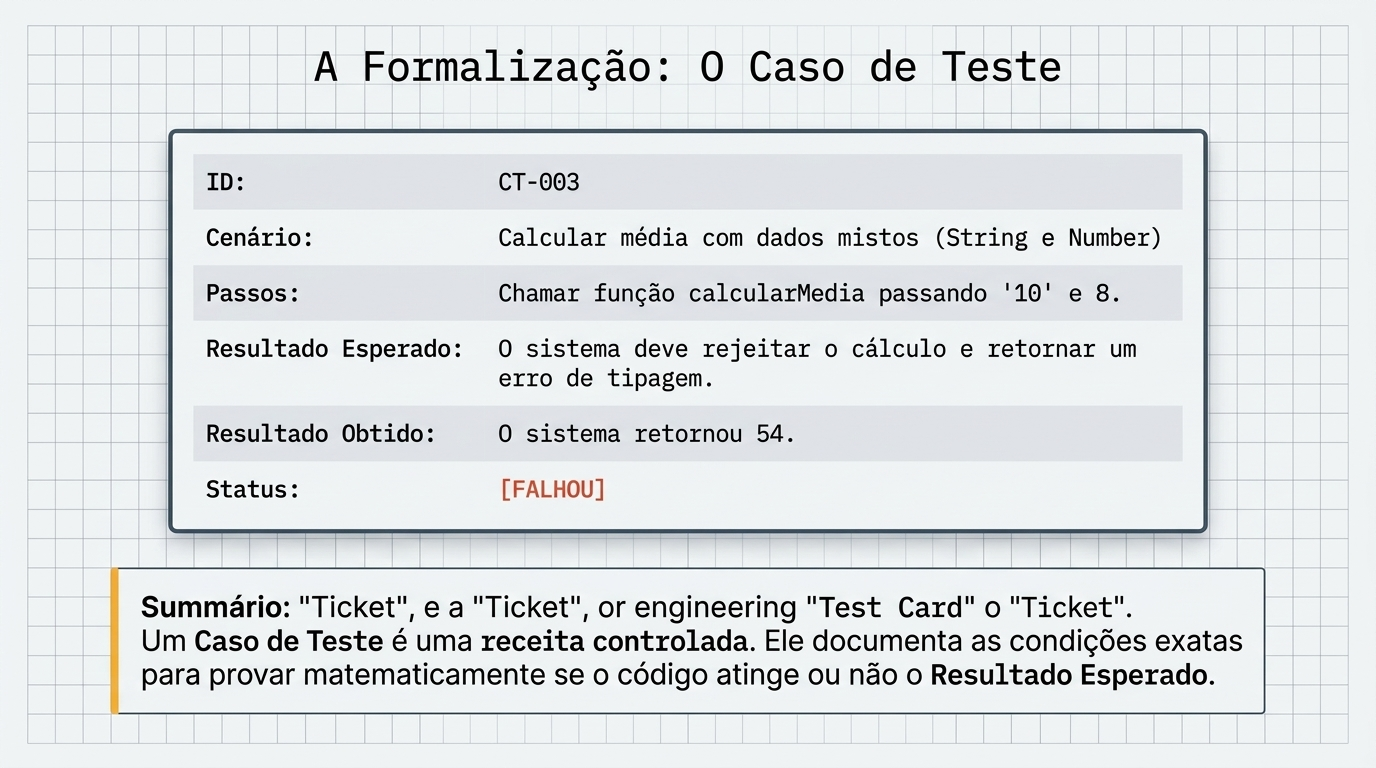 A Formalização: O Caso de Teste
ID: CT-003
Cenário: Calcular média com dados mistos (String e Number)
Passos: Chamar função calcularMedia passando '10' e 8.
Resultado Esperado: O sistema deve rejeitar o cálculo e retornar um
erro de tipagem.
Resultado Obtido: O sistema retornou 54.
Status: [FALHOU]
Summário: "Ticket", e a "Ticket", or engineering "Test Card" o "Ticket".
Um Caso de Teste é uma receita controlada. Ele documenta as condições exatas
para provar matematicamente se o código atinge ou não o Resultado Esperado.